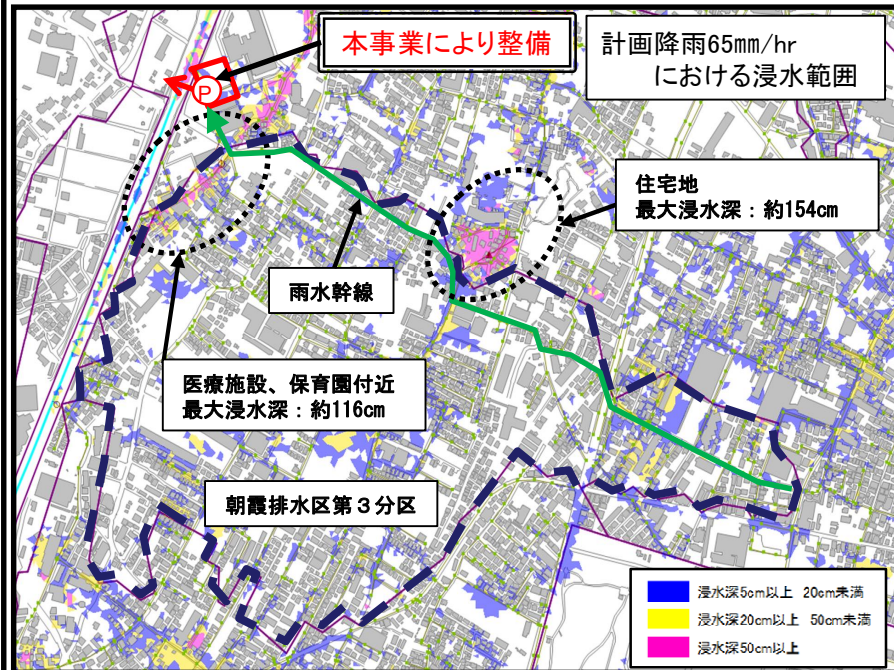 本事業により整備
計画降雨65mm/hr
における浸水範囲
P
住宅地
最大浸水深：約154cm
雨水幹線
医療施設、保育園付近
最大浸水深：約116cm
朝霞排水区第３分区
浸水深5cm以上 20cm未満
浸水深20cm以上 50cm未満
浸水深50cm以上